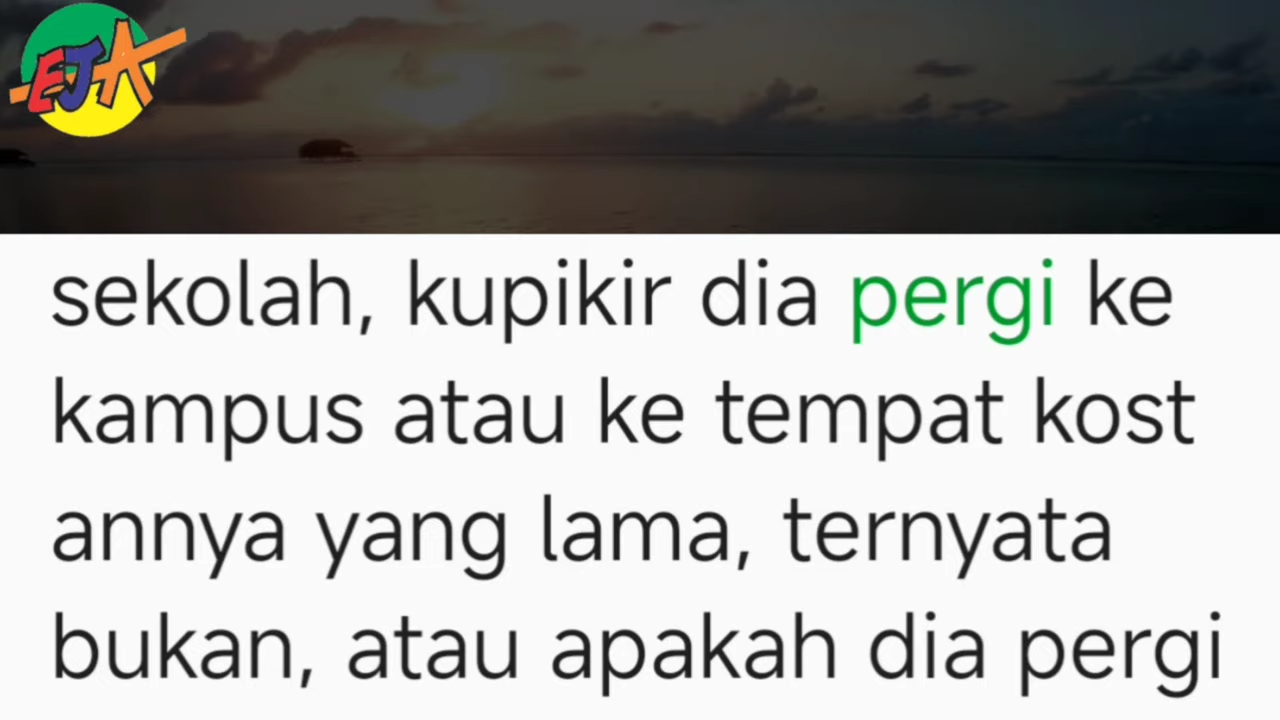 EJA
sekolah, kupikir dia pergi ke
kampus atau ke tempat kost
annya yang lama, ternyata
bukan, atau apakah dia pergi